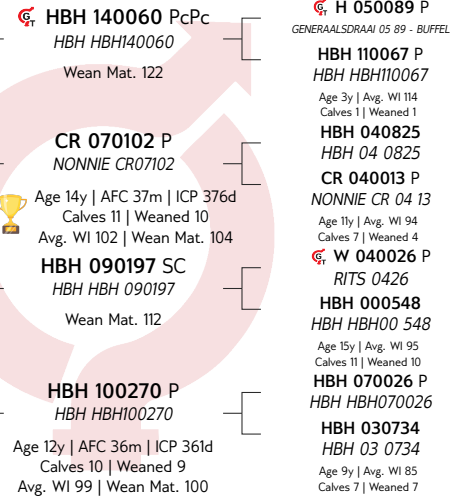 HBH 140060 PcPc
HBH HBH140060
Wean Mat. 122
CR 070102 P
NONNIE CR07102
Age 14y | AFC 37m | ICP 376d
Calves 11 | Weaned 10
Avg. WI 102 | Wean Mat. 104
HBH 090197 SC
HBH HBH 090197
Wean Mat. 112
HBH 100270 P
HBH HBH100270
Age 12y | AFC 36m | ICP 361d
Calves 10 | Weaned 9
Avg. WI 99 | Wean Mat. 100
H 050089 P
GENERAALSDRAAI 05 89 - BUFFEL
HBH 110067 P
HBH HBH110067
Age 3y | Avg. WI 114
Calves 1 | Weaned 1
HBH 040825
HBH 04 0825
CR 040013 P
NONNIE CR 04 13
Age 11y | Avg. WI 94
Calves 7 | Weaned 4
W 040026 P
RITS 0426
HBH 000548
HBH HBH00 548
Age 15y | Avg. WI 95
Calves 11 | Weaned 10
HBH 070026 P
HBH HBH070026
HBH 030734
HBH 03 0734
Age 9y | Avg. WI 85
Calves 7 | Weaned 7